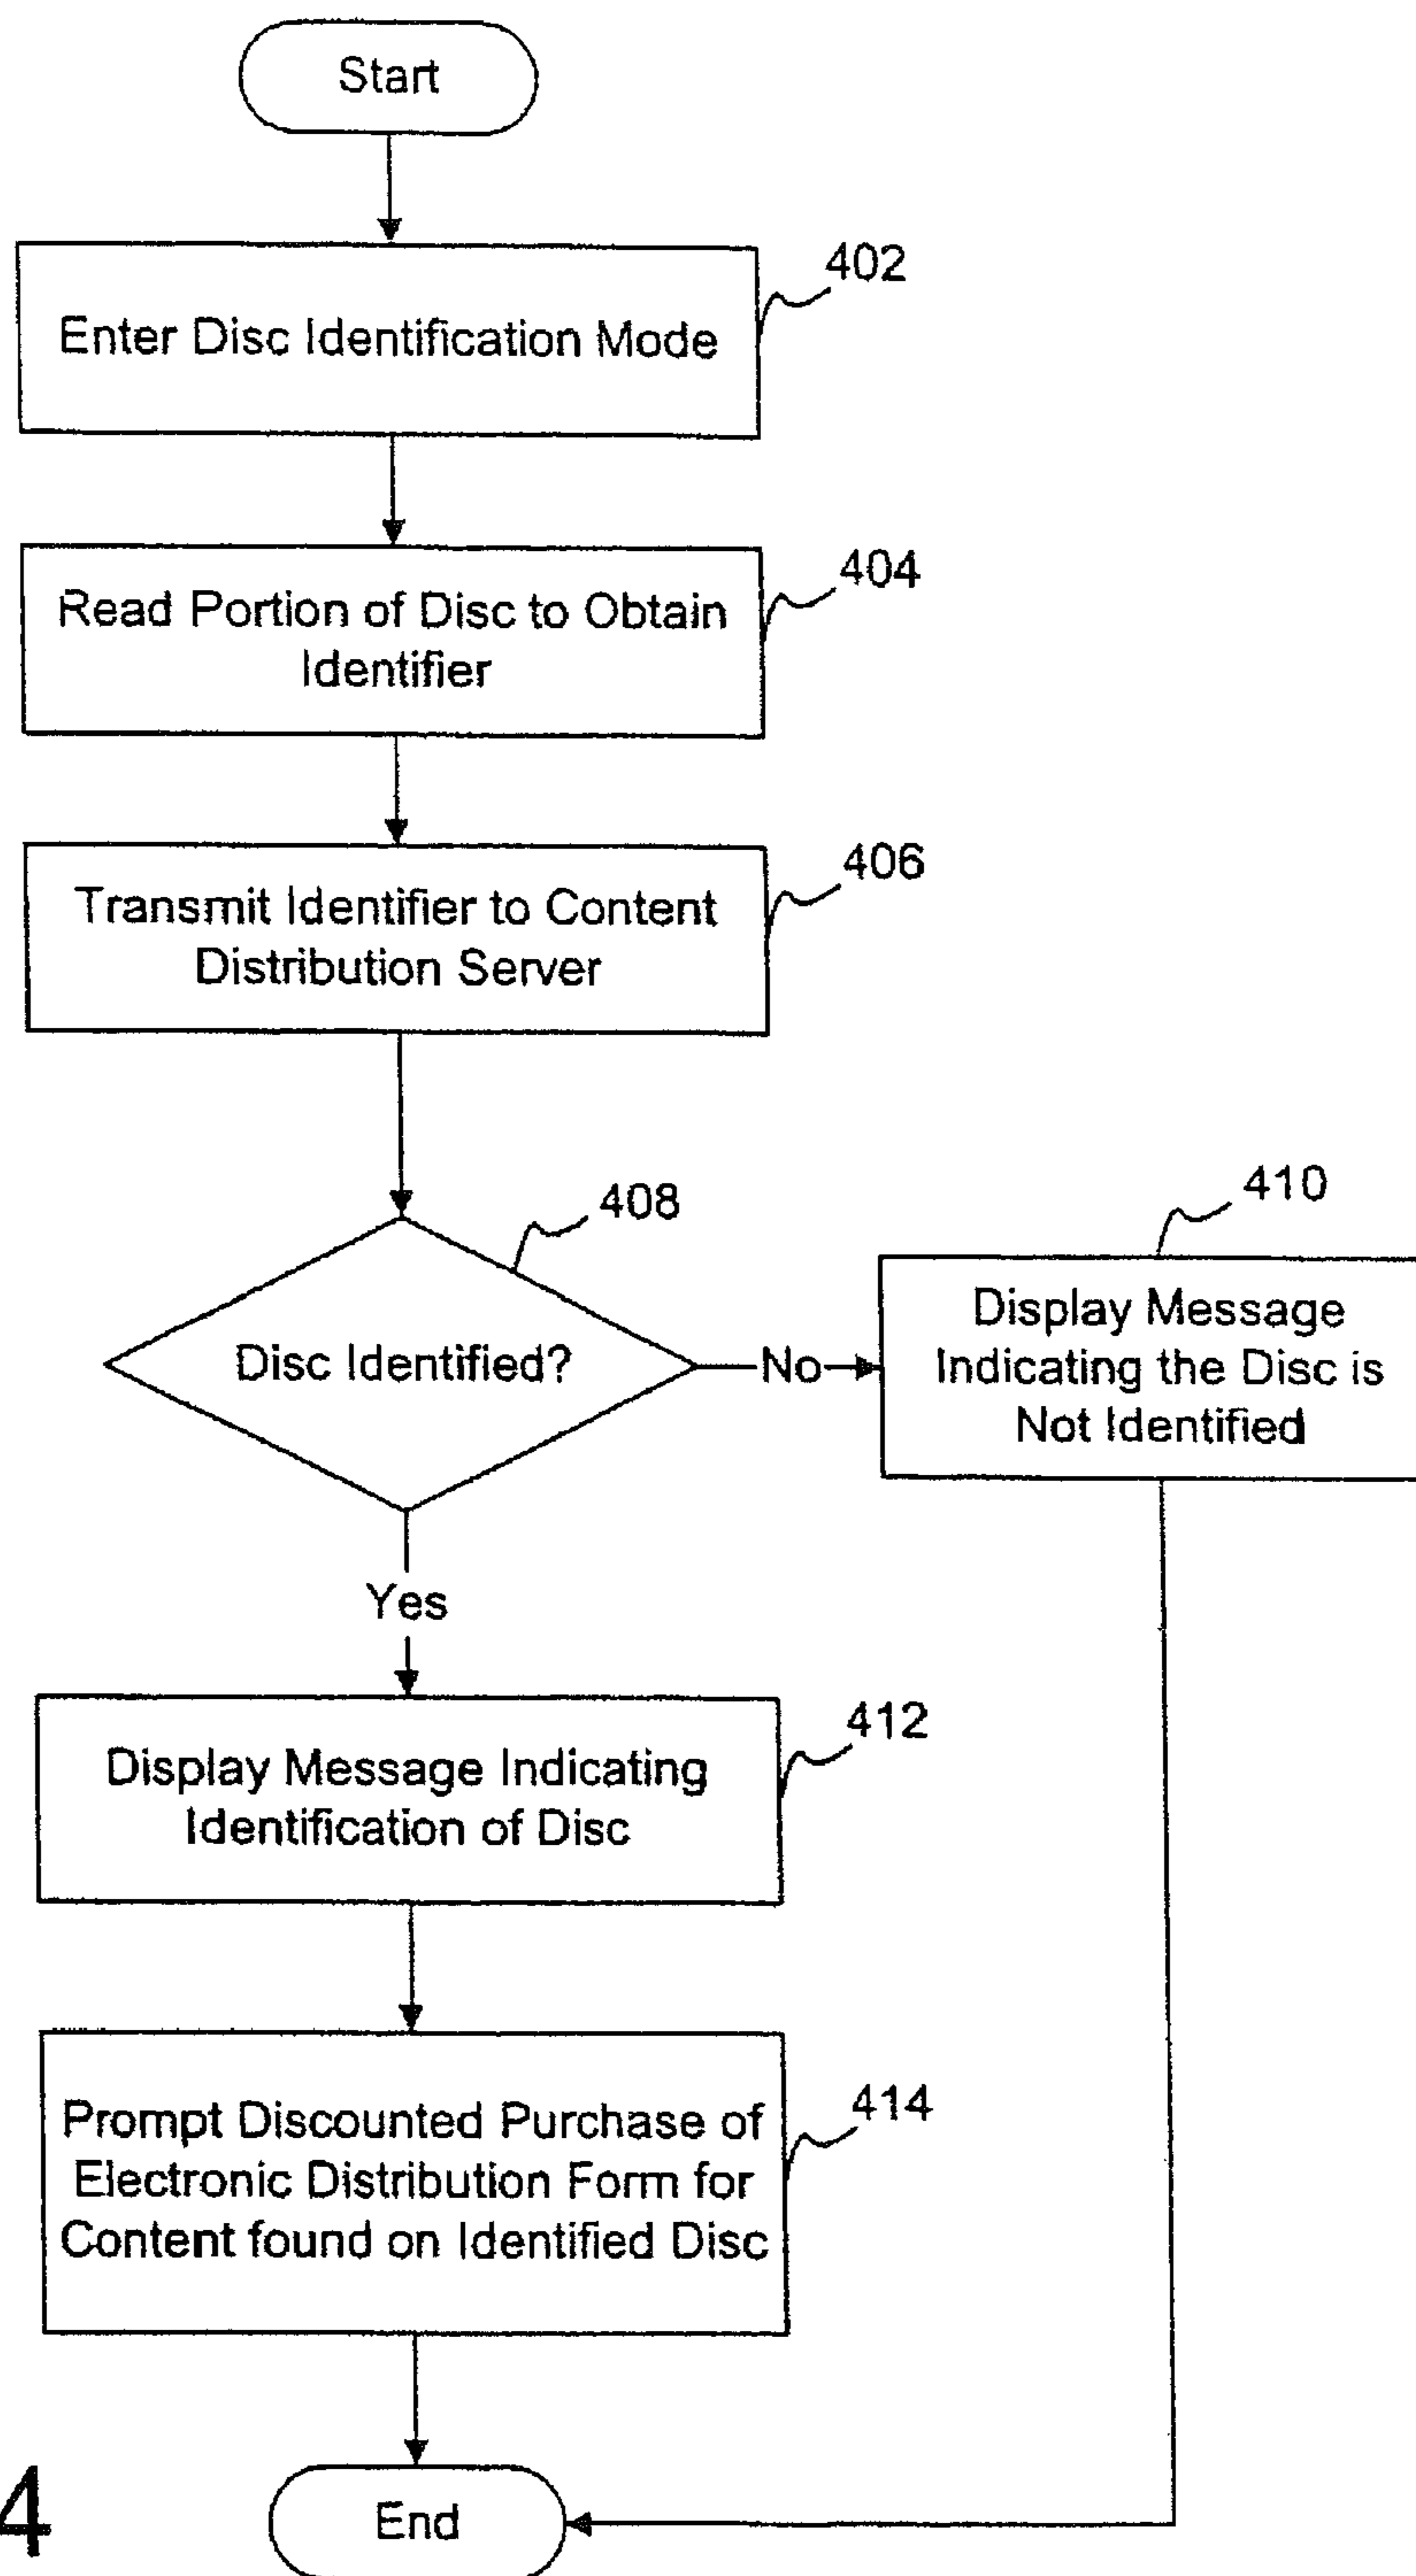 Start
402
Enter Disc Identification Mode
404
Read Portion of Disc to Obtain
Identifier
406
Transmit Identifier to Content
Distribution Server
408
Disc Identified?
No
410
Display Message
Indicating the Disc is
Not Identified
Yes
412
Display Message Indicating
Identification of Disc
414
Prompt Discounted Purchase of
Electronic Distribution Form for
Content found on Identified Disc
4
End